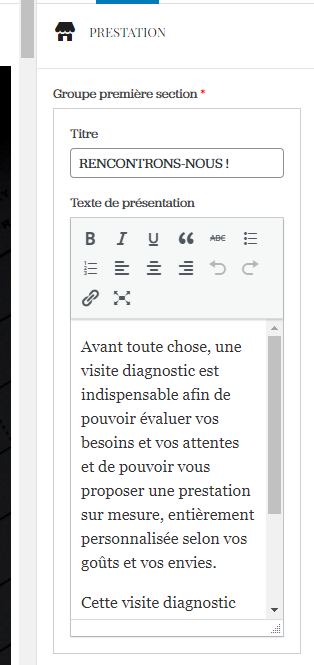 PRESTATION
Groupe première section *
Titre
RENCONTRONS-NOUS !
Texte de présentation
B I U ABC
Avant toute chose, une
visite diagnostic est
indispensable afin de
pouvoir évaluer vos
besoins et vos attentes
et de pouvoir vous
proposer une prestation
sur mesure, entièrement
personnalisée selon vos
goûts et vos envies.
Cette visite diagnostic